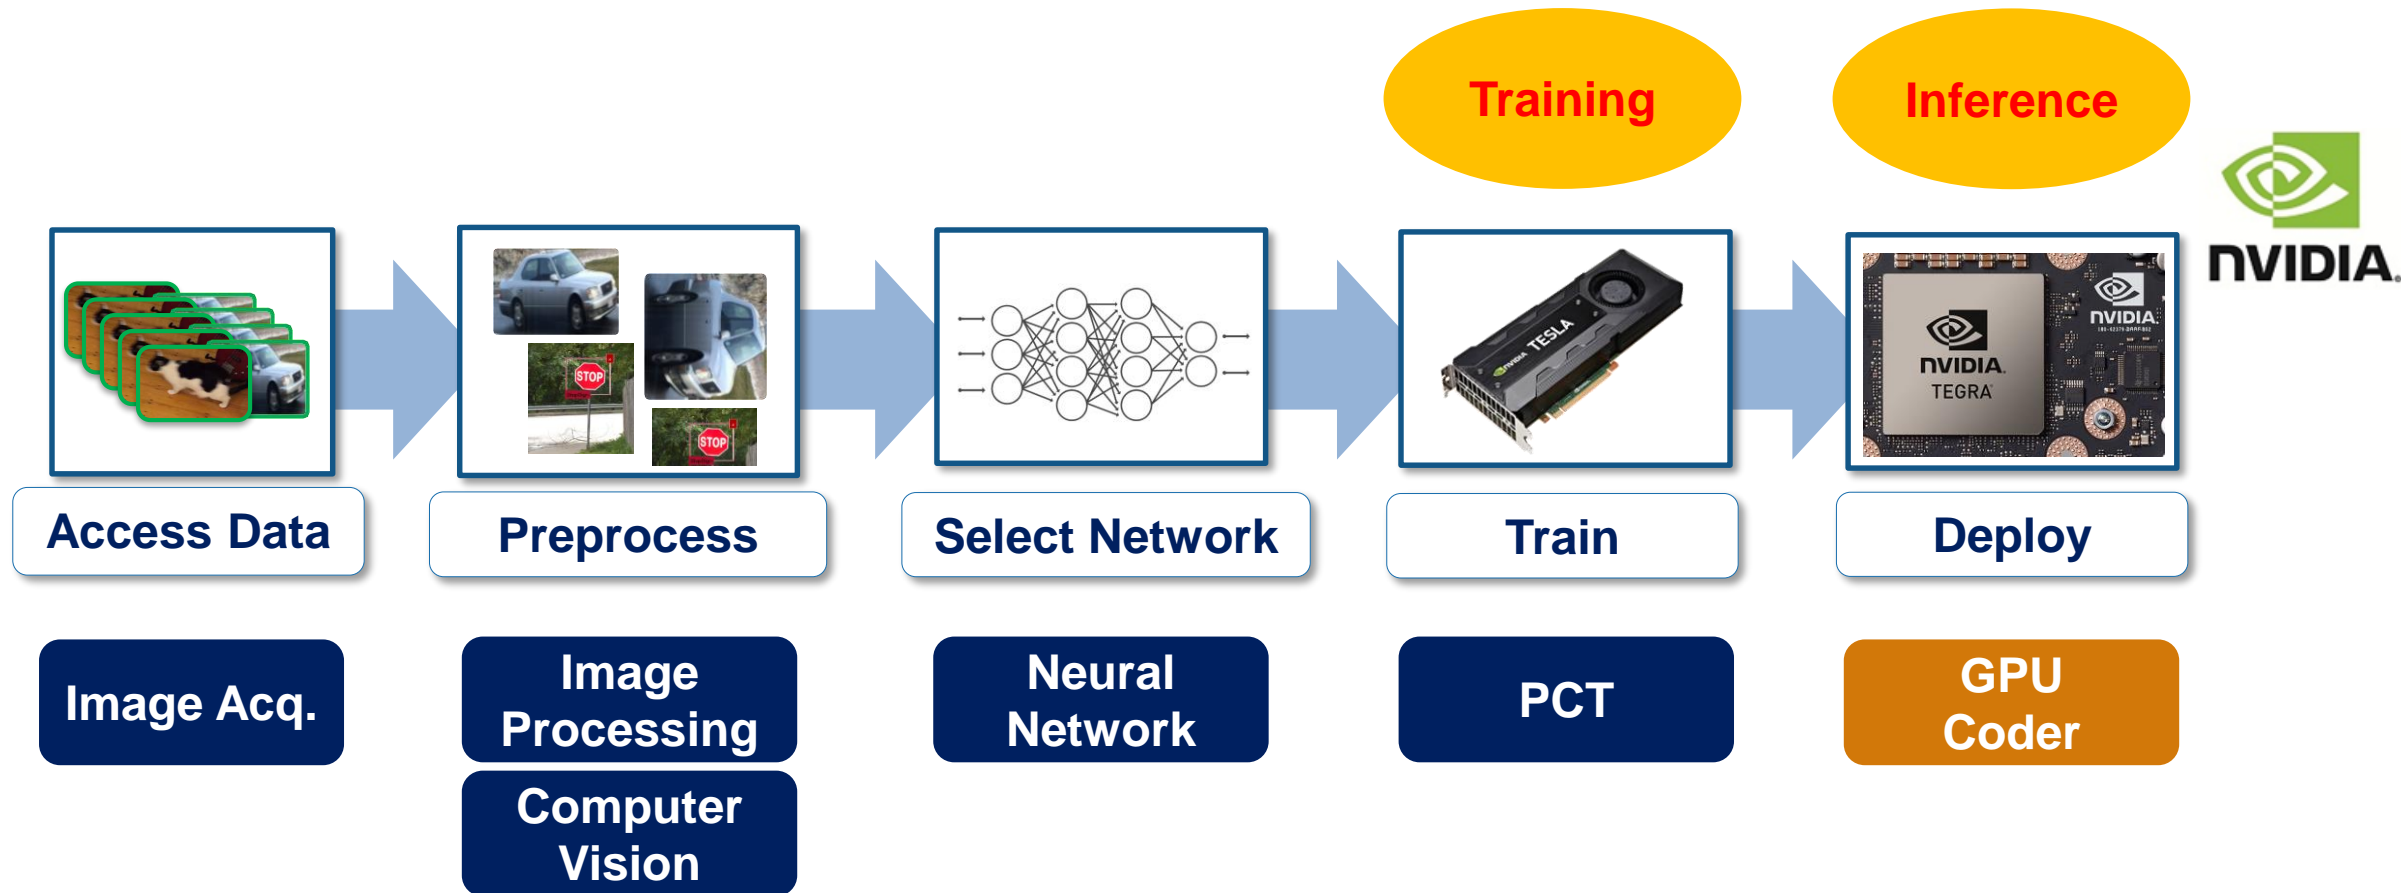 Training
Inference
NVIDIA.
STOP
STOP
NVIDIA TESLA
NVIDIA.
NVIDIA.
TEGRA
Access Data
Preprocess
Select Network
Train
Deploy
Image Acq.
Image
Processing
Computer
Vision
Neural
Network
PCT
GPU
Coder